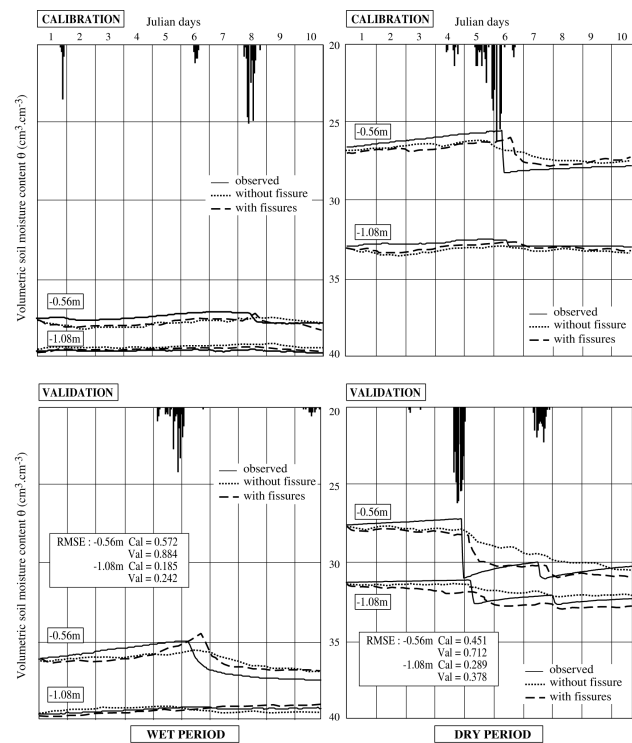 CALIBRATION
Julian days
1 2 3 4 5 6 7 8 9 10
Volumetric soil moisture content θ (cm³.cm⁻³)
observed
without fissure
with fissures
-0.56m
-1.08m
CALIBRATION
Julian days
1 2 3 4 5 6 7 8 9 10
20
25
30
35
40
-0.56m
-1.08m
observed
without fissure
with fissures
VALIDATION
Volumetric soil moisture content θ (cm³.cm⁻³)
observed
without fissure
with fissures
RMSE : -0.56m Cal = 0.572
Val = 0.884
-1.08m Cal = 0.185
Val = 0.242
-0.56m
-1.08m
WET PERIOD
VALIDATION
20
25
30
35
40
-0.56m
-1.08m
RMSE : -0.56m Cal = 0.451
Val = 0.712
-1.08m Cal = 0.289
Val = 0.378
observed
without fissure
with fissures
DRY PERIOD